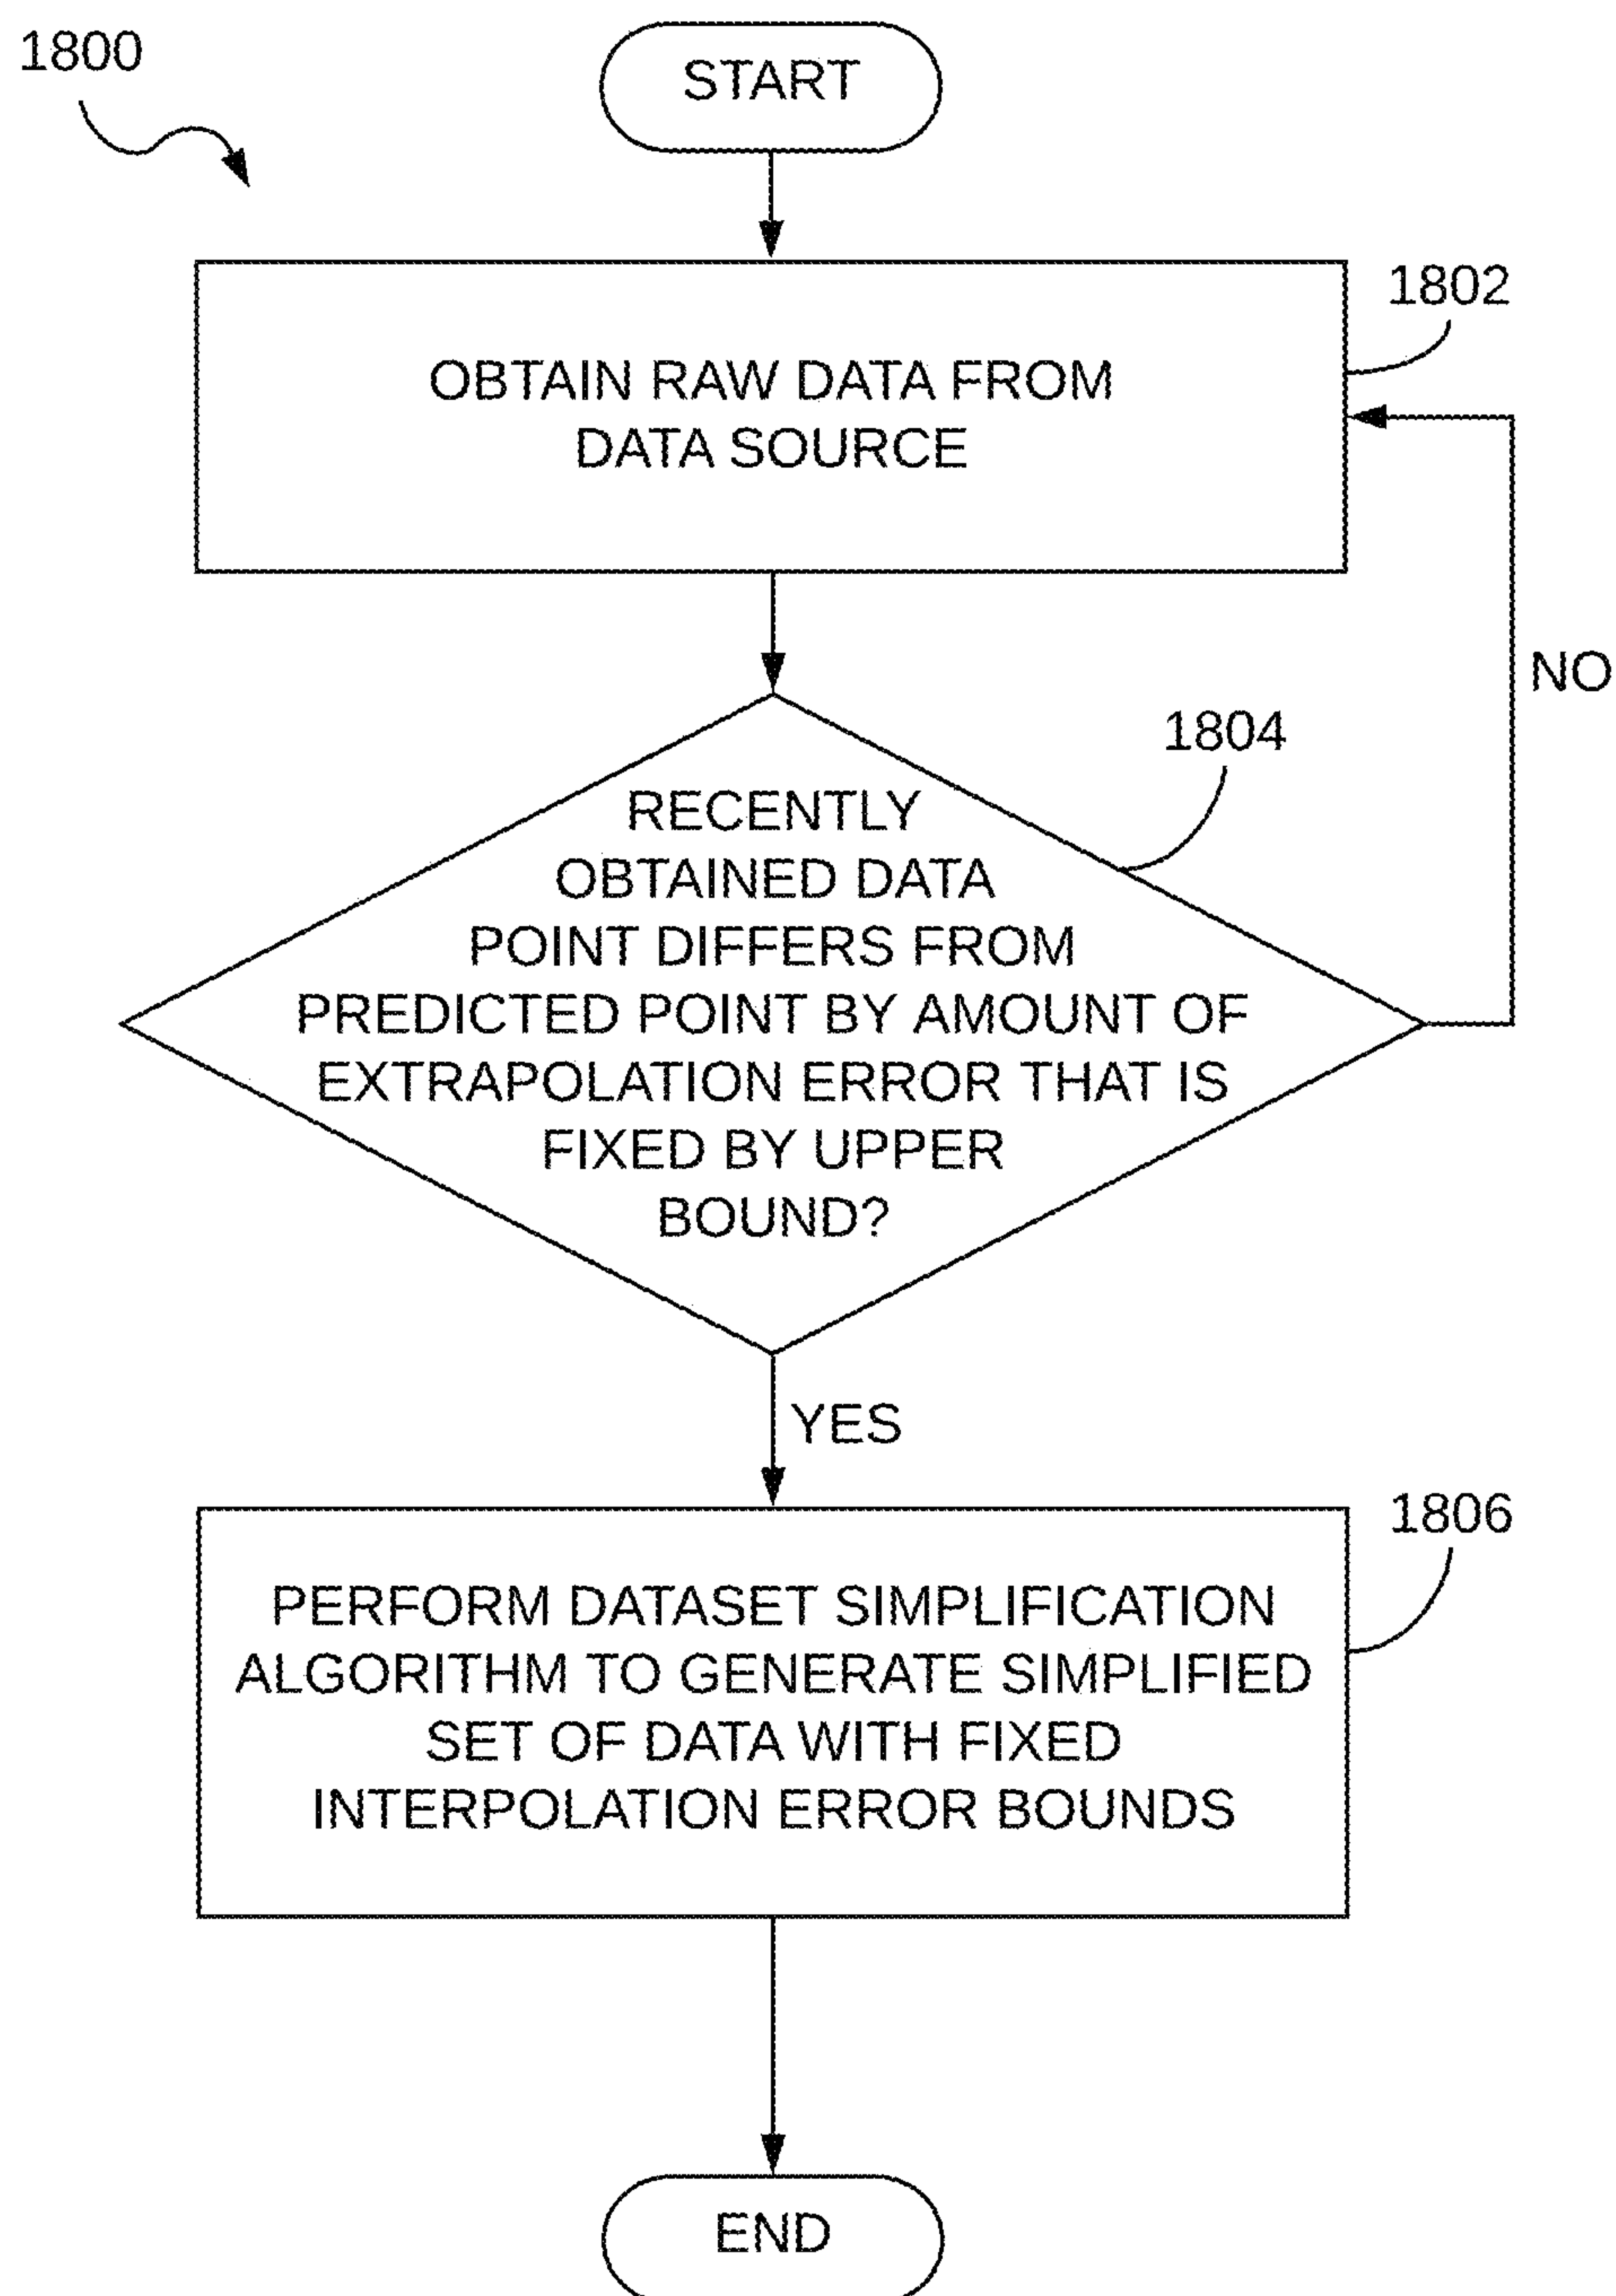 1800
START
1802
OBTAIN RAW DATA FROM
DATA SOURCE
NO
1804
RECENTLY
OBTAINED DATA
POINT DIFFERS FROM
PREDICTED POINT BY AMOUNT OF
EXTRAPOLATION ERROR THAT IS
FIXED BY UPPER
BOUND?
YES
1806
PERFORM DATASET SIMPLIFICATION
ALGORITHM TO GENERATE SIMPLIFIED
SET OF DATA WITH FIXED
INTERPOLATION ERROR BOUNDS
END